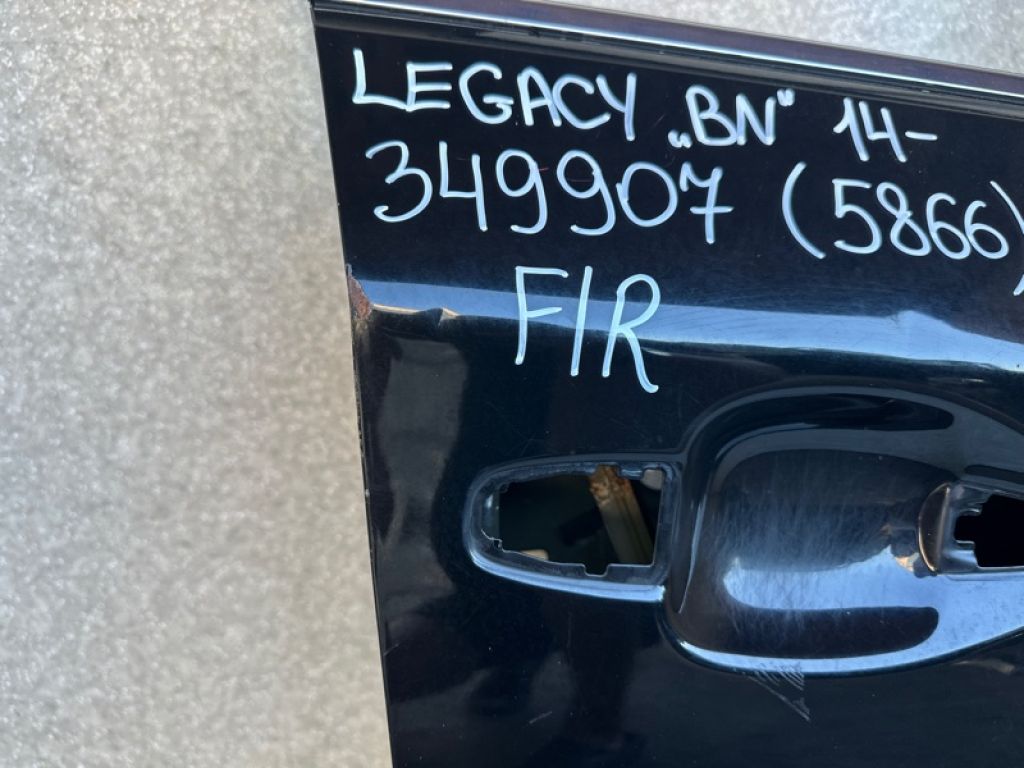 LEGACY „BN" 14-
349907 (5866)
F/R